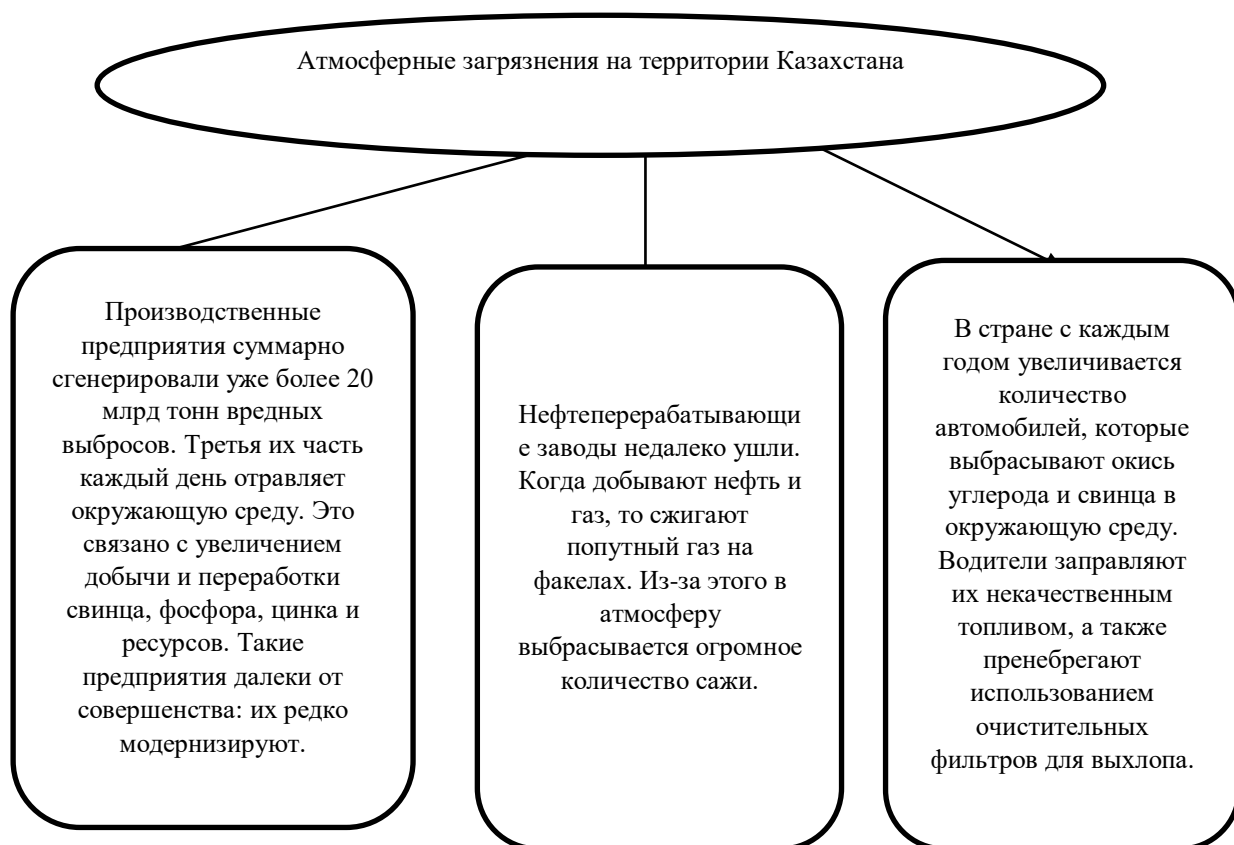 Атмосферные загрязнения на территории Казахстана
Производственные
предприятия суммарно
сгенерировали уже более 20
млрд тонн вредных
выбросов. Третья их часть
каждый день отравляет
окружающую среду. Это
связано с увеличением
добычи и переработки
свинца, фосфора, цинка и
ресурсов. Такие
предприятия далеки от
совершенства: их редко
модернизируют.
Нефтеперерабатывающи
е заводы недалеко ушли.
Когда добывают нефть и
газ, то сжигают
попутный газ на
факелах. Из-за этого в
атмосферу
выбрасывается огромное
количество сажи.
В стране с каждым
годом увеличивается
количество
автомобилей, которые
выбрасывают окись
углерода и свинца в
окружающую среду.
Водители заправляют
их некачественным
топливом, а также
пренебрегают
использованием
очистительных
фильтров для выхлопа.